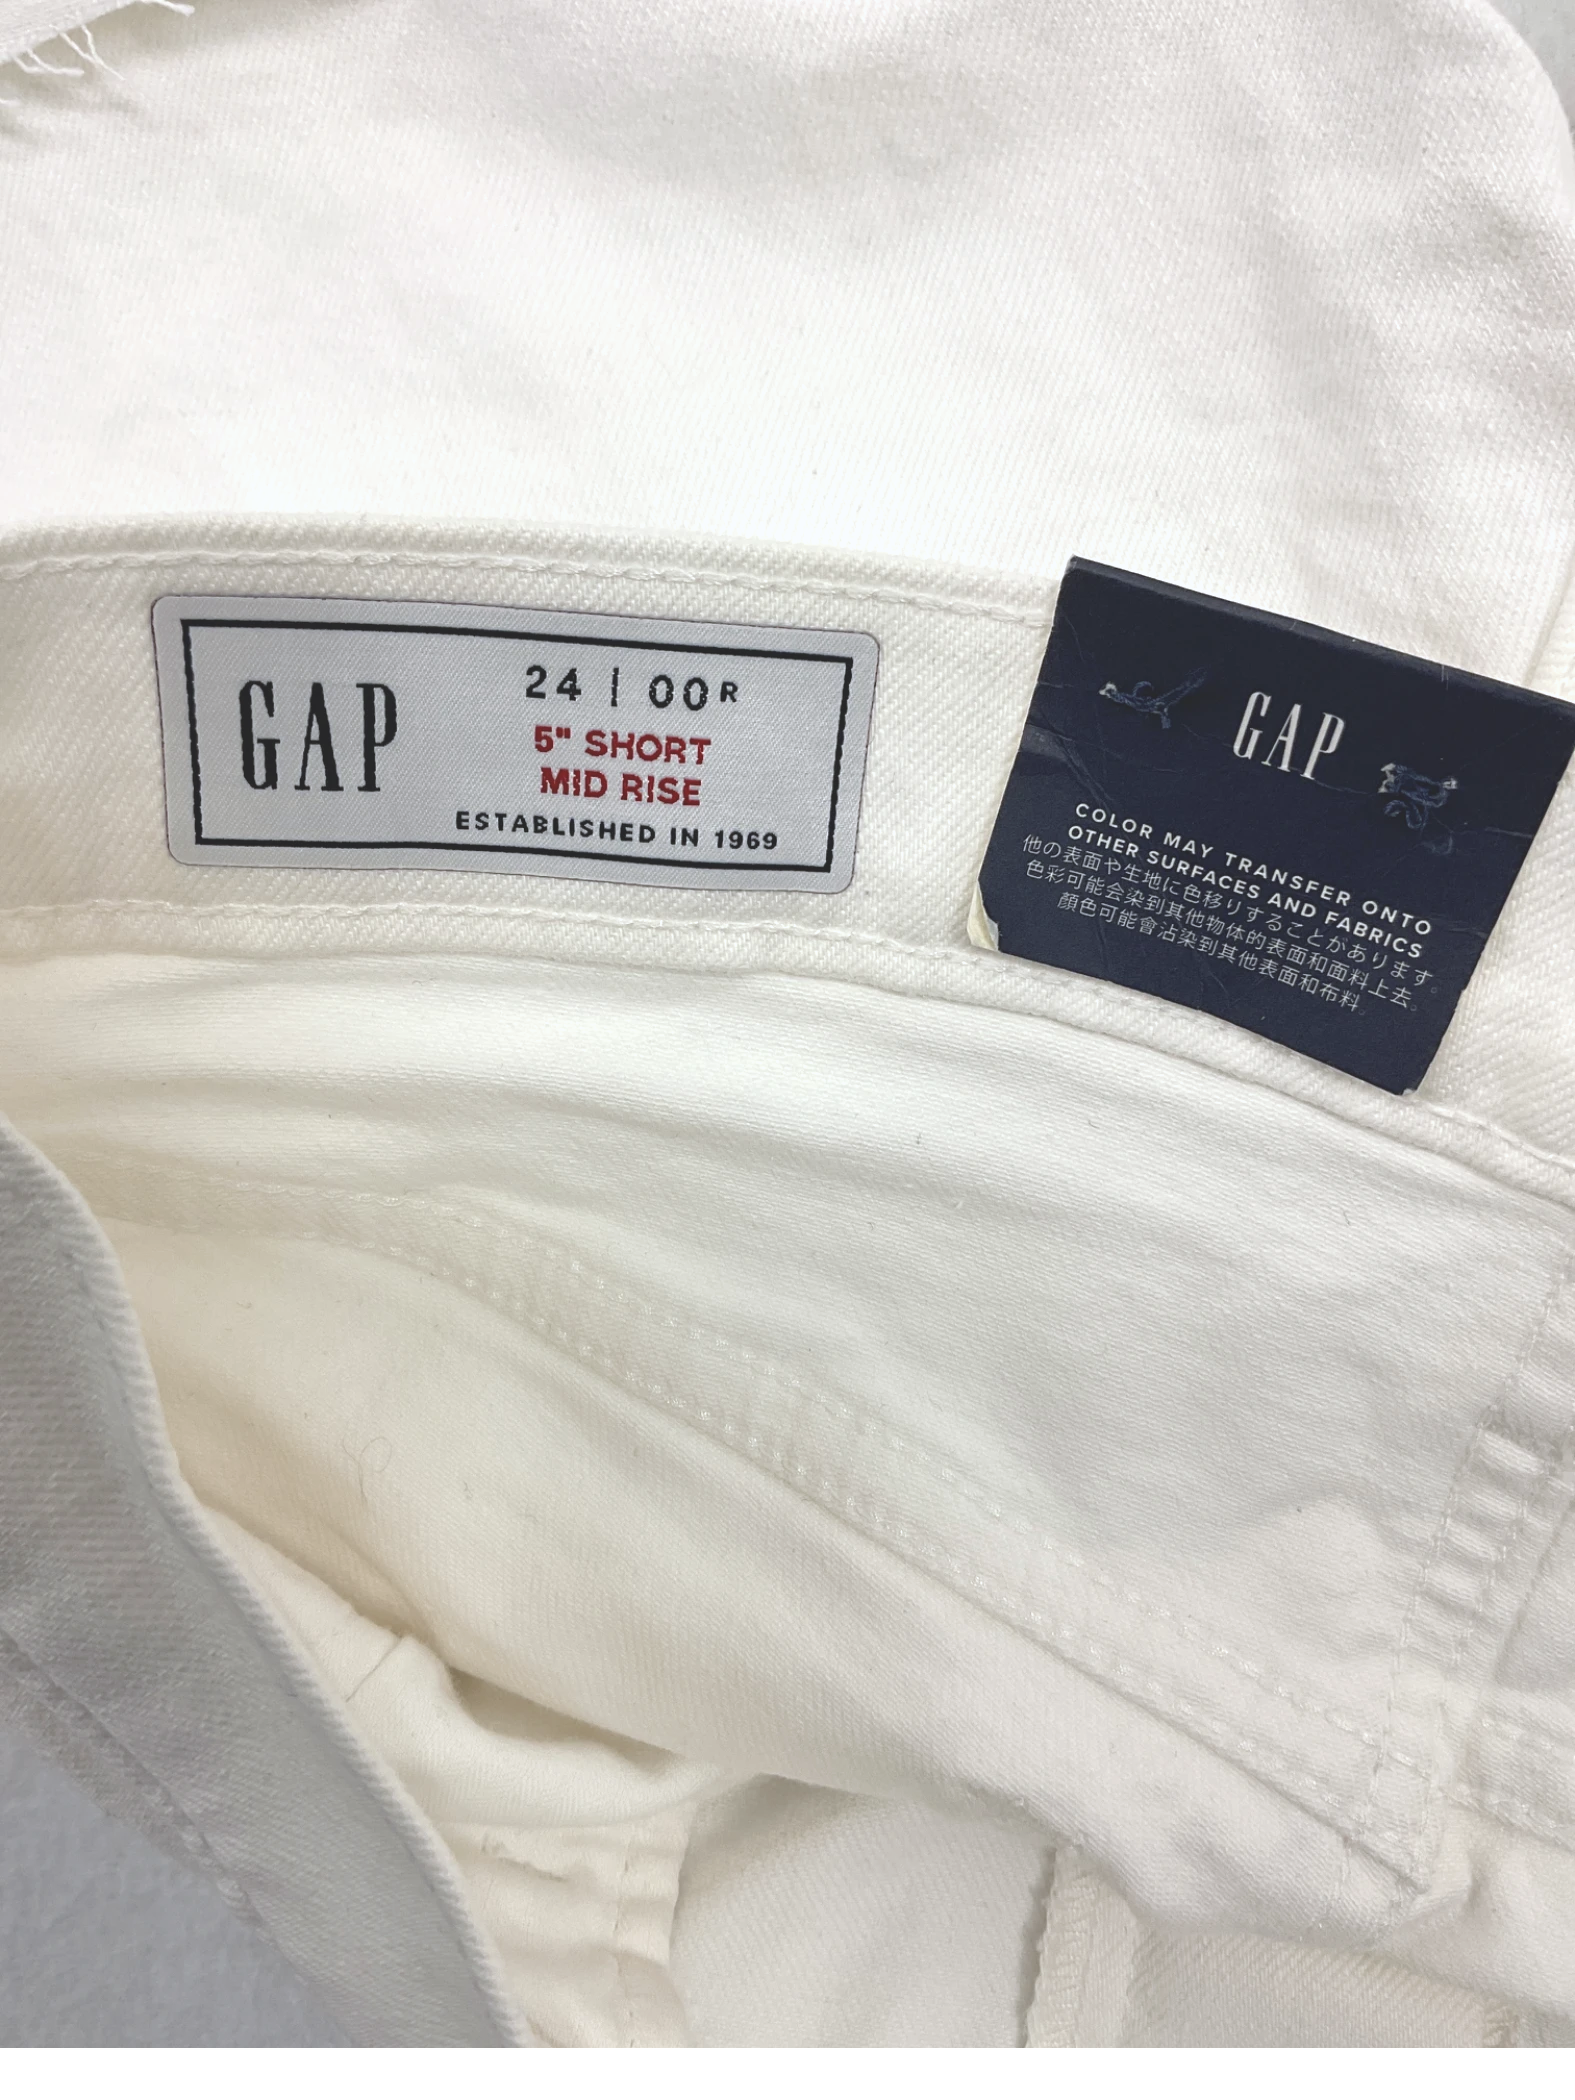 GAP
24 | 00R
5" SHORT
MID RISE
ESTABLISHED IN 1969
GAP
COLOR MAY TRANSFER ONTO
OTHER SURFACES AND FABRICS
他の表面や生地に色移りすることがあります。
色彩可能会染到其他物体的表面和面料上去。
顏色可能會沾染到其他表面和布料。